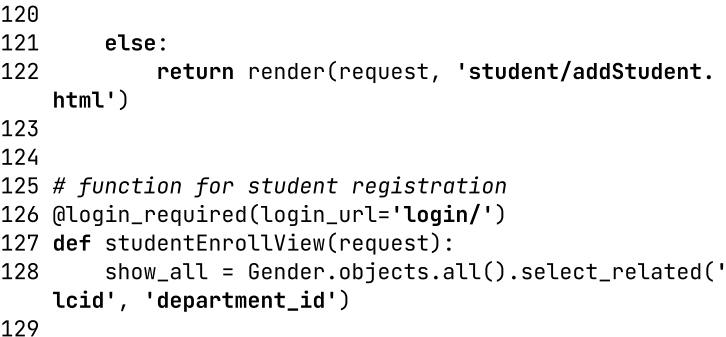 120
121     else:
122         return render(request, 'student/addStudent.
html')
123
124
125 # function for student registration
126 @login_required(login_url='login/')
127 def studentEnrollView(request):
128     show_all = Gender.objects.all().select_related('
lcid', 'department_id')
129